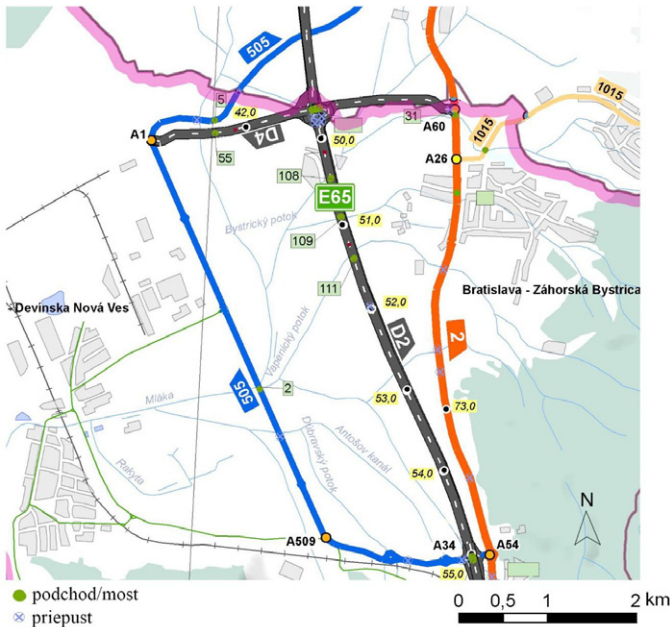 505
5
42,0
31
1015
1015
A1
D4
50,0
A60
A26
55
108
E65
Bystrický potok
51,0
109
111
Bratislava - Záhorská Bystrica
- Devínska Nová Ves
52,0
Vápenický potok
D2
2
505
2
53,0
73,0
Mláka
Dúbravský potok
Antošov kanál
Rakyta
54,0
N
A509
A34
A54
55,0
podchod/most
priepust
0 0,5 1 2 km